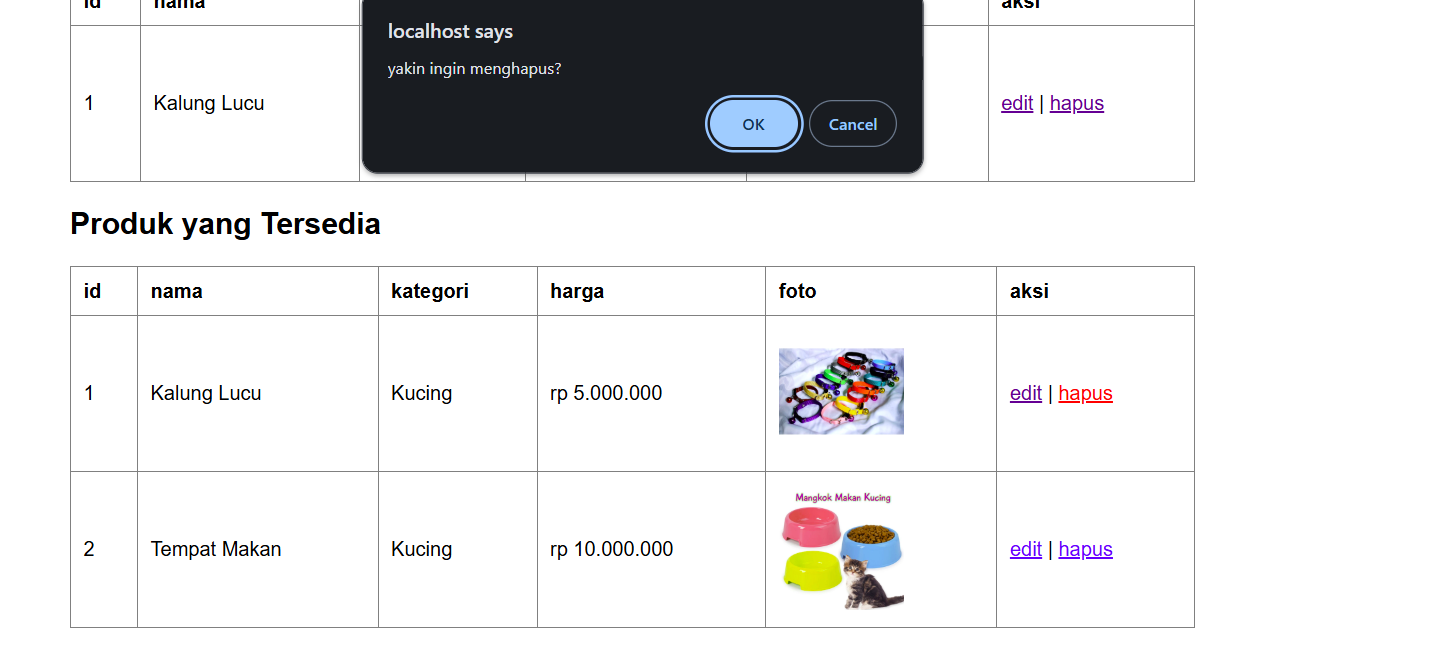 id nama aksi
localhost says
yakin ingin menghapus?
OK Cancel
1 Kalung Lucu edit | hapus
Produk yang Tersedia
id nama kategori harga foto aksi
1 Kalung Lucu Kucing rp 5.000.000 edit | hapus
Mangkok Makan Kucing
2 Tempat Makan Kucing rp 10.000.000 edit | hapus